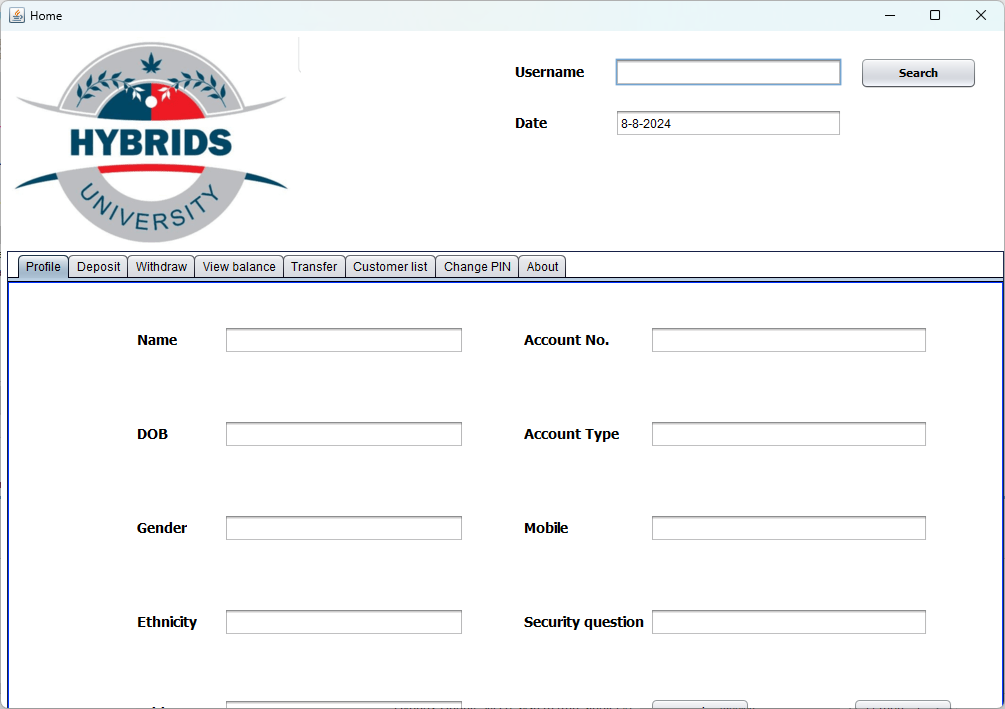 Home
HYBRIDS
UNIVERSITY
Username
Search
Date
8-8-2024
Profile Deposit Withdraw View balance Transfer Customer list Change PIN About
Name
Account No.
DOB
Account Type
Gender
Mobile
Ethnicity
Security question